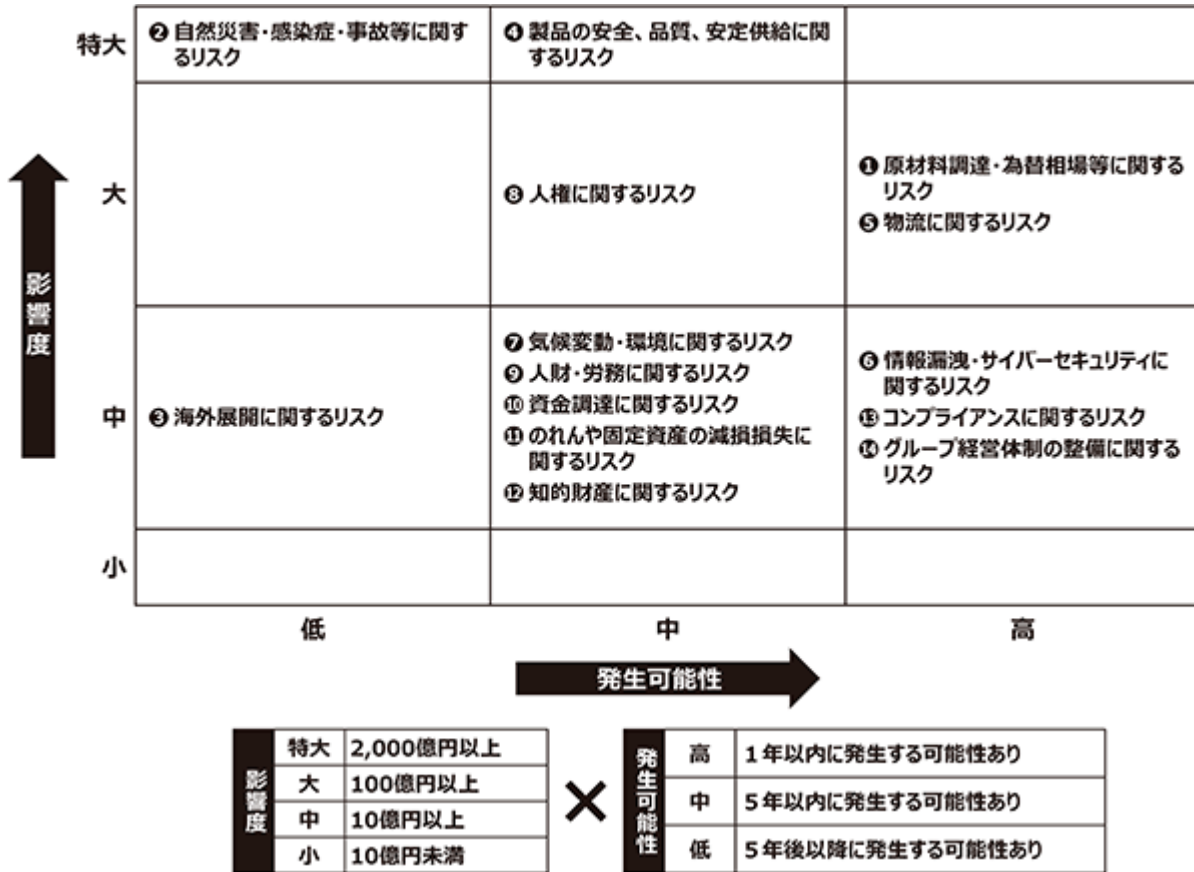 特大
❷ 自然災害・感染症・事故等に関す
るリスク
❹ 製品の安全、品質、安定供給に関
するリスク
大
❽ 人権に関するリスク
❶ 原材料調達・為替相場等に関する
リスク
❺ 物流に関するリスク
影響度
中
❸ 海外展開に関するリスク
❼ 気候変動・環境に関するリスク
❾ 人財・労務に関するリスク
❿ 資金調達に関するリスク
⓫ のれんや固定資産の減損損失に
関するリスク
⓬ 知的財産に関するリスク
❻ 情報漏洩・サイバーセキュリティに
関するリスク
⓭ コンプライアンスに関するリスク
⓮ グループ経営体制の整備に関する
リスク
小
低
中
高
発生可能性
影響度
特大 2,000億円以上
大 100億円以上
中 10億円以上
小 10億円未満
×
発生可能性
高 1年以内に発生する可能性あり
中 5年以内に発生する可能性あり
低 5年後以降に発生する可能性あり